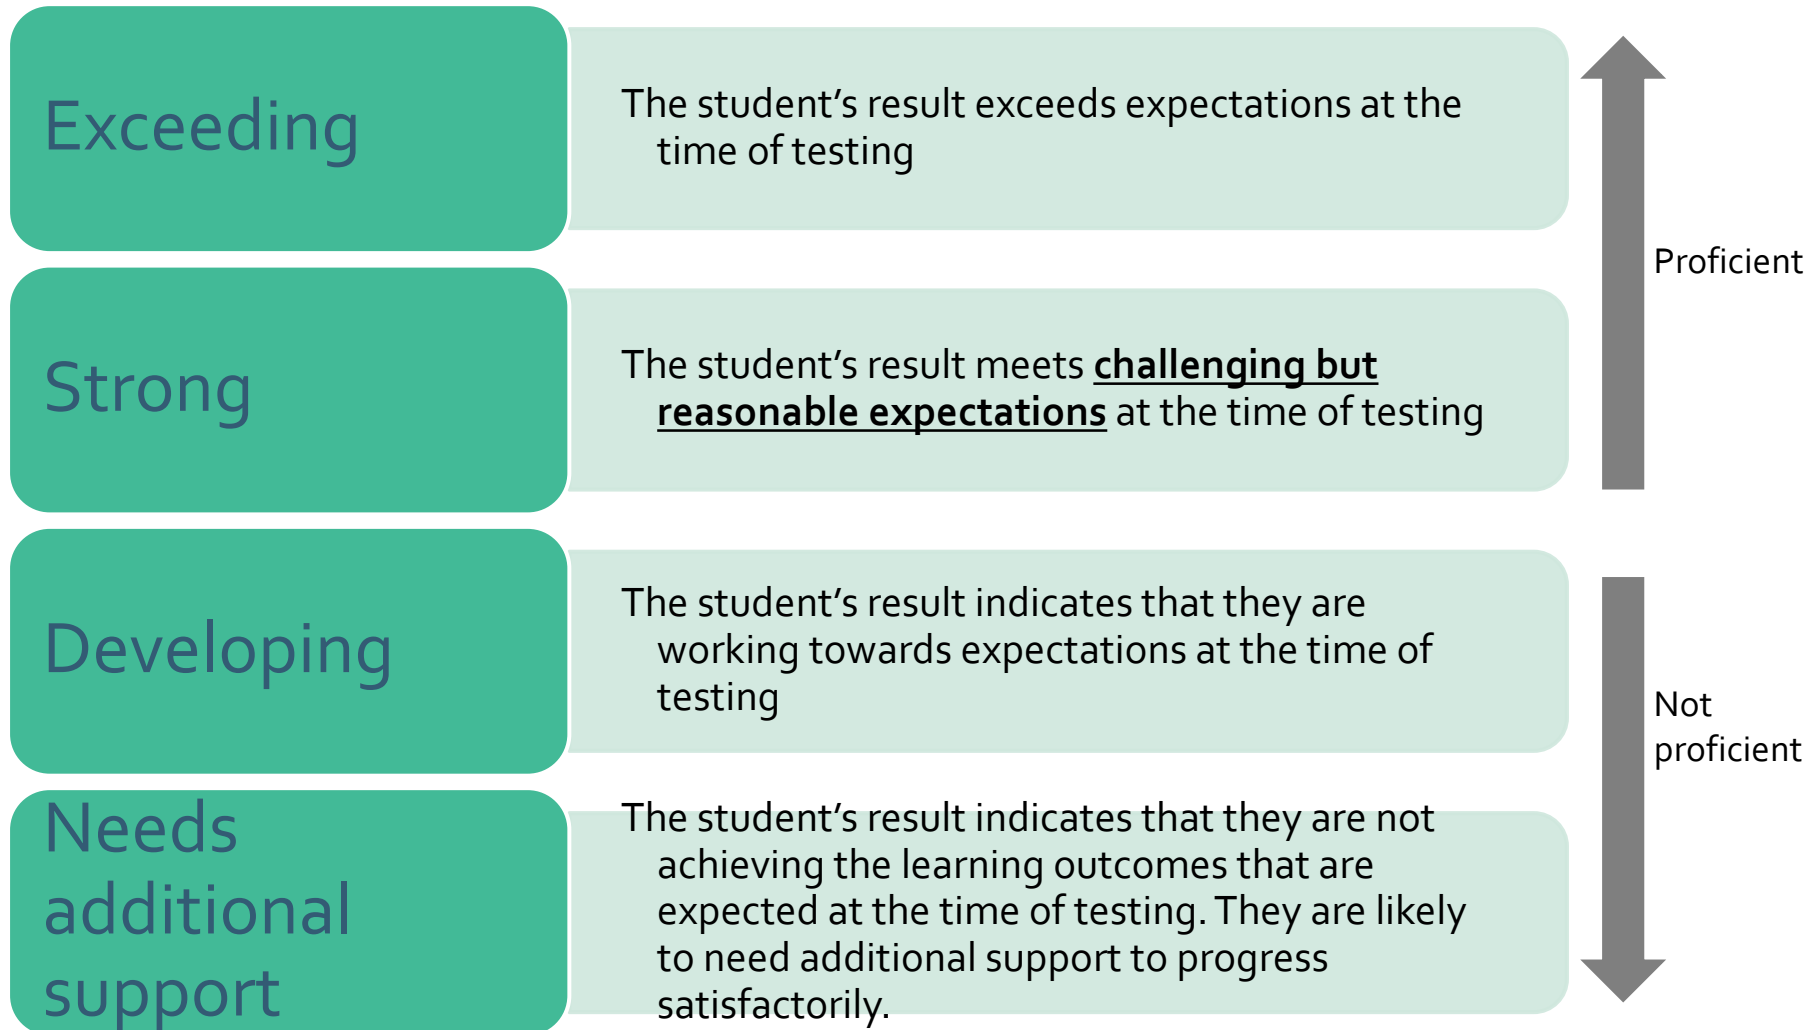 Exceeding
The student’s result exceeds expectations at the
time of testing
Strong
The student’s result meets challenging but
reasonable expectations at the time of testing
Proficient
Developing
The student’s result indicates that they are
working towards expectations at the time of
testing
Needs
additional
support
The student’s result indicates that they are not
achieving the learning outcomes that are
expected at the time of testing. They are likely
to need additional support to progress
satisfactorily.
Not
proficient